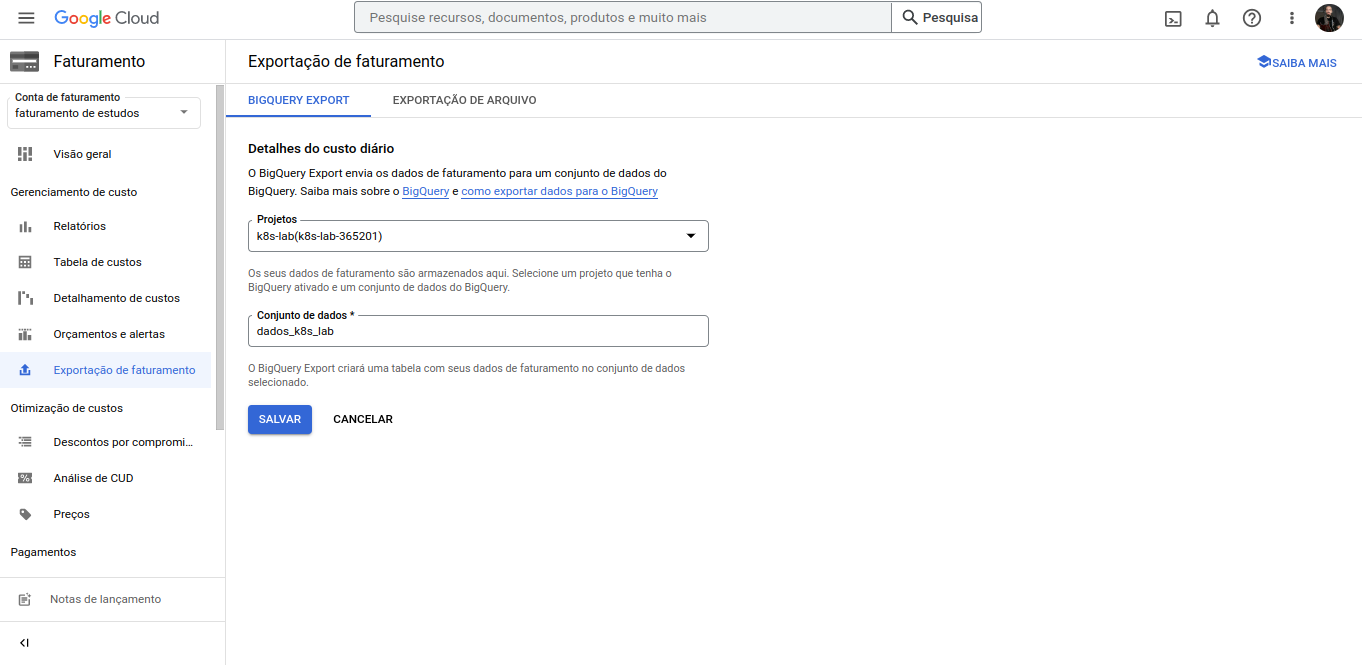 Google Cloud
Pesquise recursos, documentos, produtos e muito mais
Pesquisa
Faturamento
Exportação de faturamento
SAIBA MAIS
Conta de faturamento
faturamento de estudos
Visão geral
Gerenciamento de custo
Relatórios
Tabela de custos
Detalhamento de custos
Orçamentos e alertas
Exportação de faturamento
Otimização de custos
Descontos por compromi...
Análise de CUD
Preços
Pagamentos
Notas de lançamento
BIGQUERY EXPORT
EXPORTAÇÃO DE ARQUIVO
Detalhes do custo diário
O BigQuery Export envia os dados de faturamento para um conjunto de dados do
BigQuery. Saiba mais sobre o BigQuery e como exportar dados para o BigQuery
Projetos
k8s-lab(k8s-lab-365201)
Os seus dados de faturamento são armazenados aqui. Selecione um projeto que tenha o
BigQuery ativado e um conjunto de dados do BigQuery.
Conjunto de dados *
dados_k8s_lab
O BigQuery Export criará uma tabela com seus dados de faturamento no conjunto de dados
selecionado.
SALVAR
CANCELAR